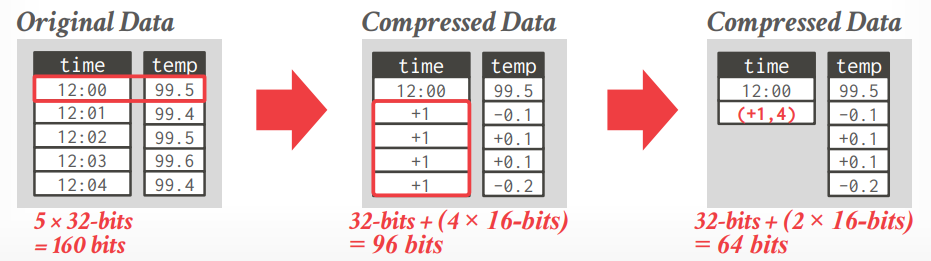 Original Data
time temp
12:00 99.5
12:01 99.4
12:02 99.5
12:03 99.6
12:04 99.4
5 × 32-bits
= 160 bits
Compressed Data
time temp
12:00 99.5
+1 -0.1
+1 +0.1
+1 +0.1
+1 -0.2
32-bits + (4 × 16-bits)
= 96 bits
Compressed Data
time temp
12:00 99.5
(+1,4) -0.1
+0.1
+0.1
-0.2
32-bits + (2 × 16-bits)
= 64 bits